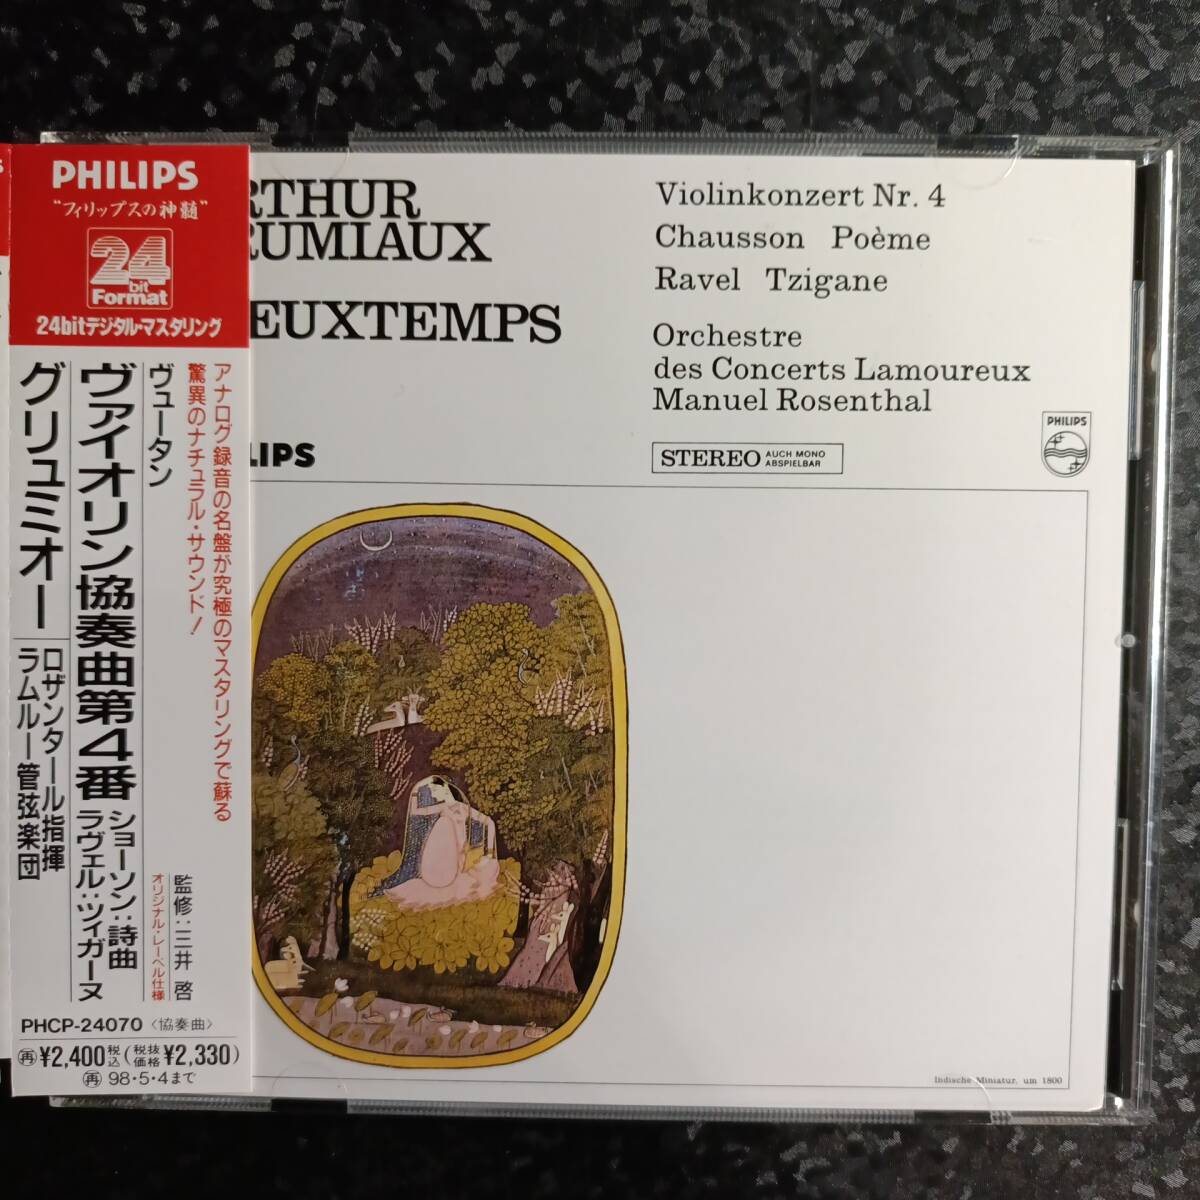 PHILIPS
"フィリップスの神髄"
24
bit
Format
24bitデジタル・マスタリング
アナログ録音の名盤が究極のマスタリングで蘇る
驚異のナチュラル・サウンド!
ヴュータン
ヴァイオリン協奏曲第4番
ショーソン:詩曲
ラヴェル:ツィガーヌ
グリュミオー
ロザンタール指揮
ラムルー管弦楽団
監修:三井 啓
オリジナル・レーベル仕様
PHCP-24070〈協奏曲〉
再¥2,400税込(税抜価格¥2,330)
再98・5・4まで
RTHUR
RUMIAUX
EUXTEMPS
LIPS
Violinkonzert Nr. 4
Chausson Poème
Ravel Tzigane
Orchestre
des Concerts Lamoureux
Manuel Rosenthal
STEREO AUCH MONO ABSPIELBAR
PHILIPS
Indische Miniatur, um 1800